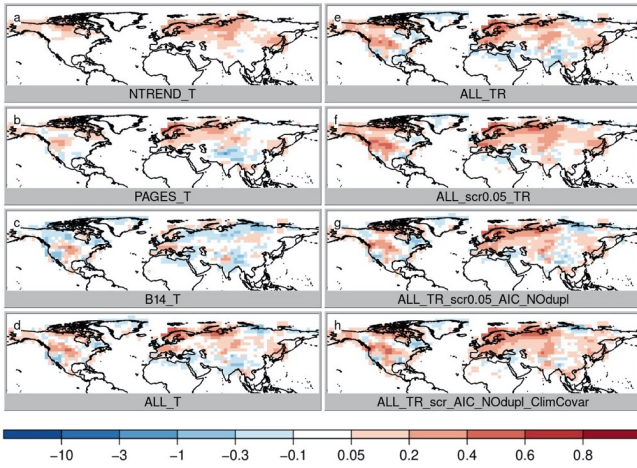 a
NTREND_T
b
PAGES_T
c
B14_T
d
ALL_T
e
ALL_TR
f
ALL_scr0.05_TR
g
ALL_TR_scr0.05_AIC_NOdupl
h
ALL_TR_scr_AIC_NOdupl_ClimCovar
−10 −3 −1 −0.3 −0.1 0.05 0.2 0.4 0.6 0.8